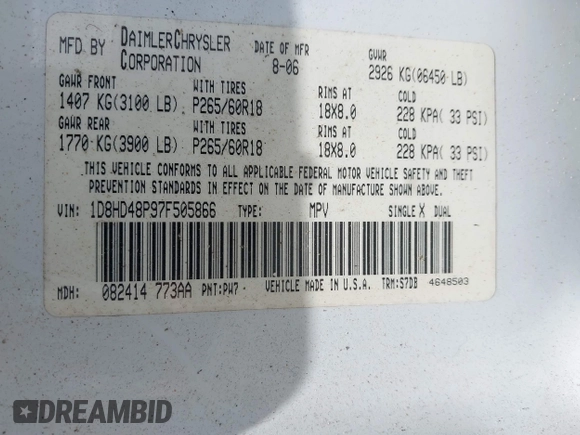 MFD BY DAIMLERCHRYSLER CORPORATION DATE OF MFR 8-06 GVWR 2926 KG(06450 LB)
GAWR FRONT WITH TIRES RIMS AT COLD
1407 KG(3100 LB) P265/60R18 18X8.0 228 KPA( 33 PSI)
GAWR REAR WITH TIRES RIMS AT COLD
1770 KG(3900 LB) P265/60R18 18X8.0 228 KPA( 33 PSI)
THIS VEHICLE CONFORMS TO ALL APPLICABLE FEDERAL MOTOR VEHICLE SAFETY AND THEFT
PREVENTION STANDARDS IN EFFECT ON THE DATE OF MANUFACTURE SHOWN ABOVE.
VIN: 1D8HD48P97F505866 TYPE: MPV SINGLE X DUAL
MDH: 082414 773AA PNT:PW7 VEHICLE MADE IN U.S.A. TRM:S7DB 4648503
DREAMBID